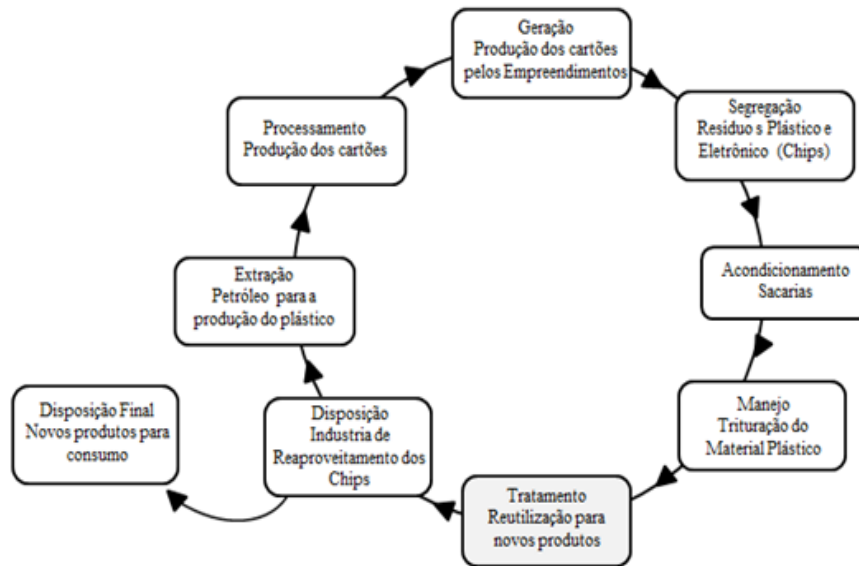 Geração
Produção dos cartões
pelos Empreendimentos
Segregação
Resíduo s Plástico e
Eletrônico (Chips)
Acondicionamento
Sacarias
Manejo
Trituração do
Material Plástico
Tratamento
Reutilização para
novos produtos
Disposição
Industria de
Reaproveitamento dos
Chips
Disposição Final
Novos produtos para
consumo
Extração
Petróleo para a
produção do plástico
Processamento
Produção dos cartões